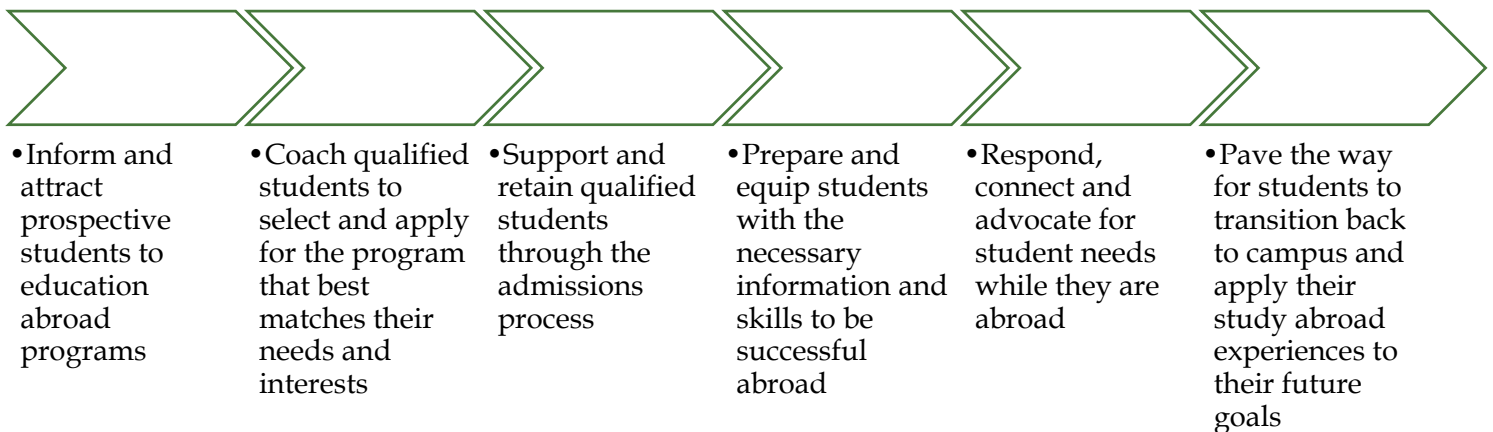 •Inform and
attract
prospective
students to
education
abroad
programs
•Coach qualified
students to
select and apply
for the program
that best
matches their
needs and
interests
•Support and
retain qualified
students
through the
admissions
process
•Prepare and
equip students
with the
necessary
information and
skills to be
successful
abroad
•Respond,
connect and
advocate for
student needs
while they are
abroad
•Pave the way
for students to
transition back
to campus and
apply their
study abroad
experiences to
their future
goals